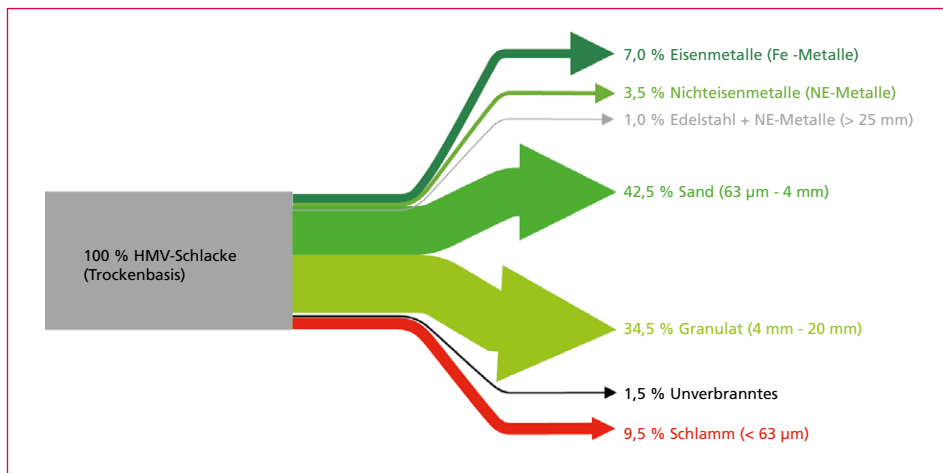 7,0 % Eisenmetalle (Fe -Metalle)
3,5 % Nichteisenmetalle (NE-Metalle)
1,0 % Edelstahl + NE-Metalle (> 25 mm)
42,5 % Sand (63 µm - 4 mm)
100 % HMV-Schlacke
(Trockenbasis)
34,5 % Granulat (4 mm - 20 mm)
1,5 % Unverbranntes
9,5 % Schlamm (< 63 µm)